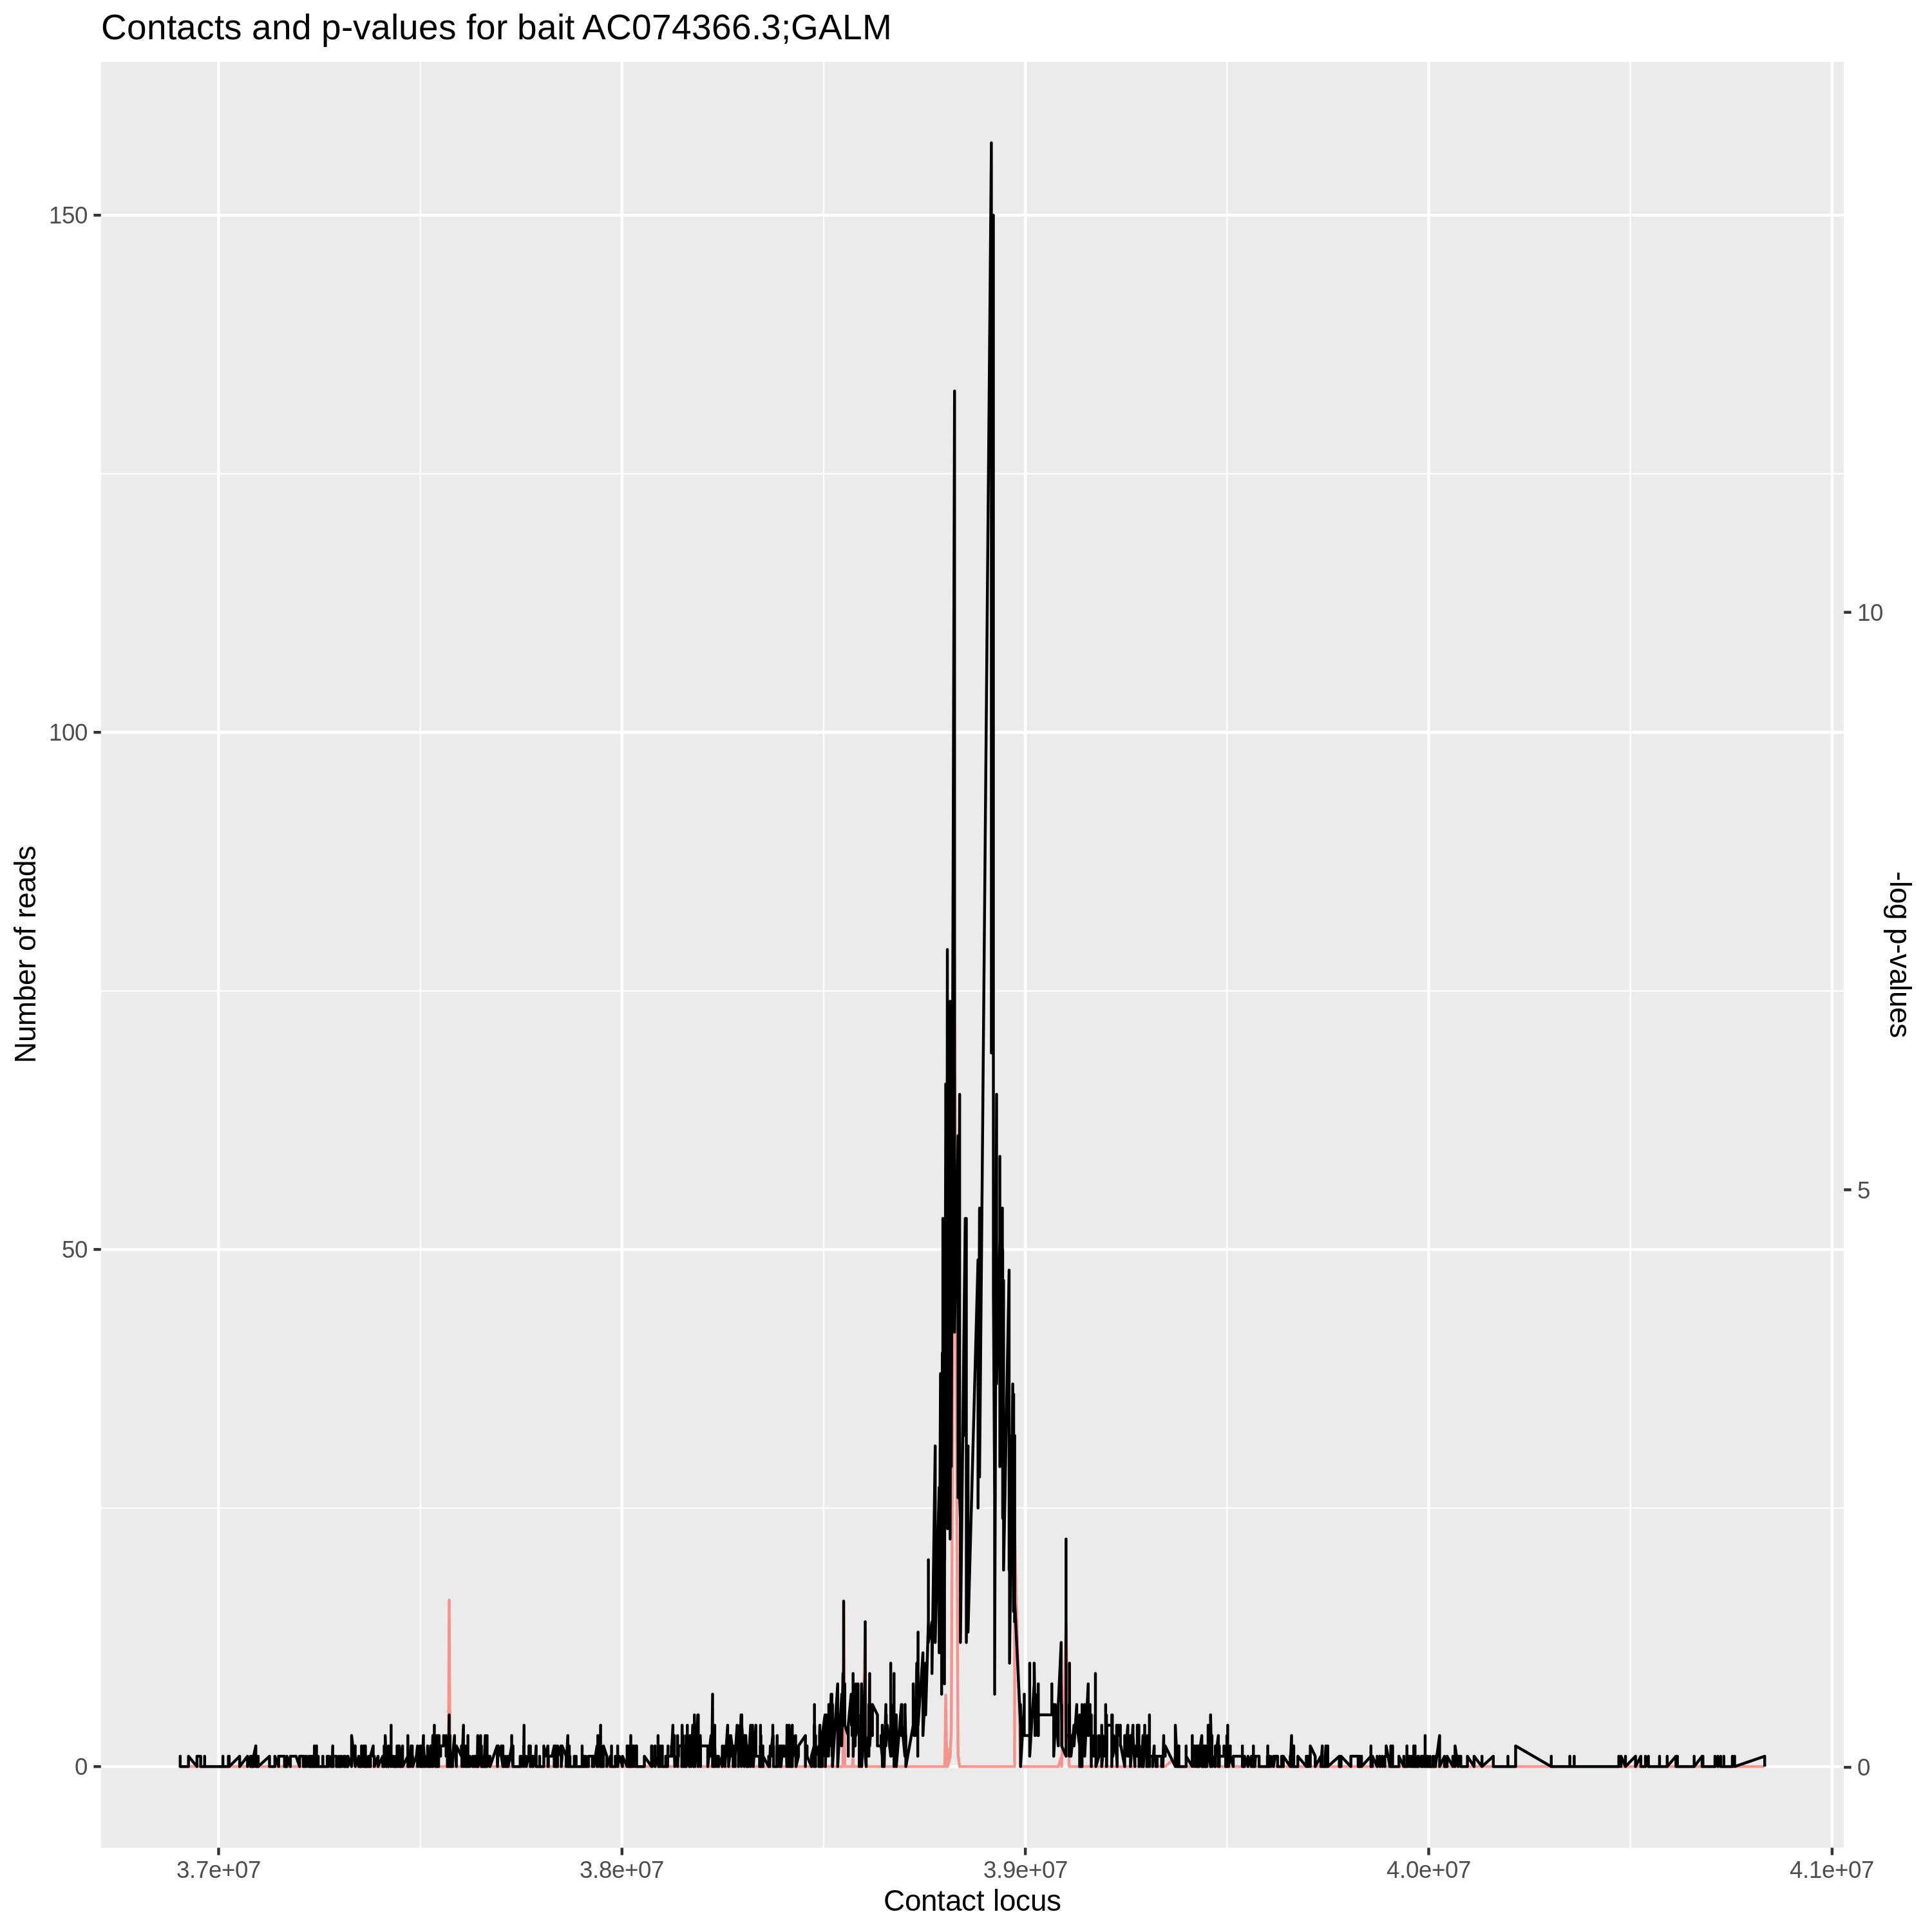 Contacts and p-values for bait AC074366.3;GALM
150
100
50
0
Number of reads
10
5
0
-log p-values
3.7e+07
3.8e+07
3.9e+07
4.0e+07
4.1e+07
Contact locus